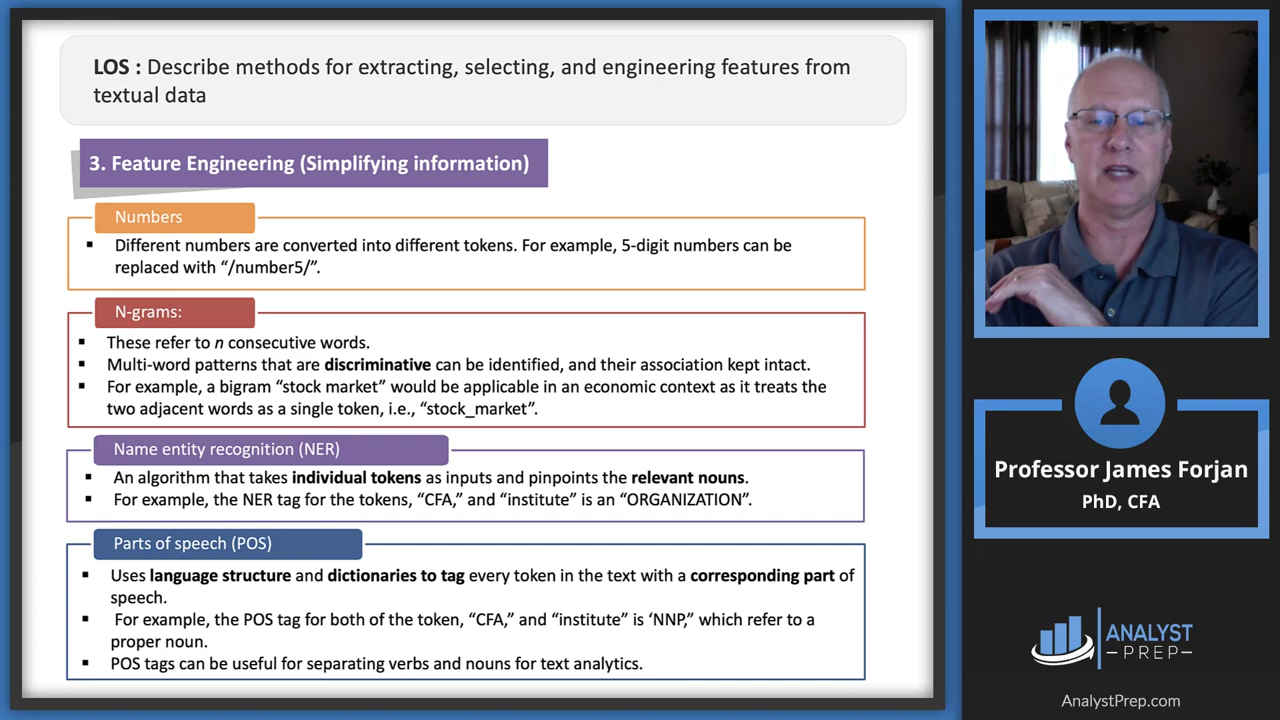 LOS : Describe methods for extracting, selecting, and engineering features from
textual data
3. Feature Engineering (Simplifying information)
Numbers
▪ Different numbers are converted into different tokens. For example, 5-digit numbers can be
replaced with “/number5/”.
N-grams:
▪ These refer to n consecutive words.
▪ Multi-word patterns that are discriminative can be identified, and their association kept intact.
▪ For example, a bigram “stock market” would be applicable in an economic context as it treats the
two adjacent words as a single token, i.e., “stock_market”.
Name entity recognition (NER)
▪ An algorithm that takes individual tokens as inputs and pinpoints the relevant nouns.
▪ For example, the NER tag for the tokens, “CFA,” and “institute” is an “ORGANIZATION”.
Parts of speech (POS)
▪ Uses language structure and dictionaries to tag every token in the text with a corresponding part of
speech.
▪ For example, the POS tag for both of the token, “CFA,” and “institute” is ‘NNP,” which refer to a
proper noun.
▪ POS tags can be useful for separating verbs and nouns for text analytics.
Professor James Forjan
PhD, CFA
ANALYST
PREP
AnalystPrep.com